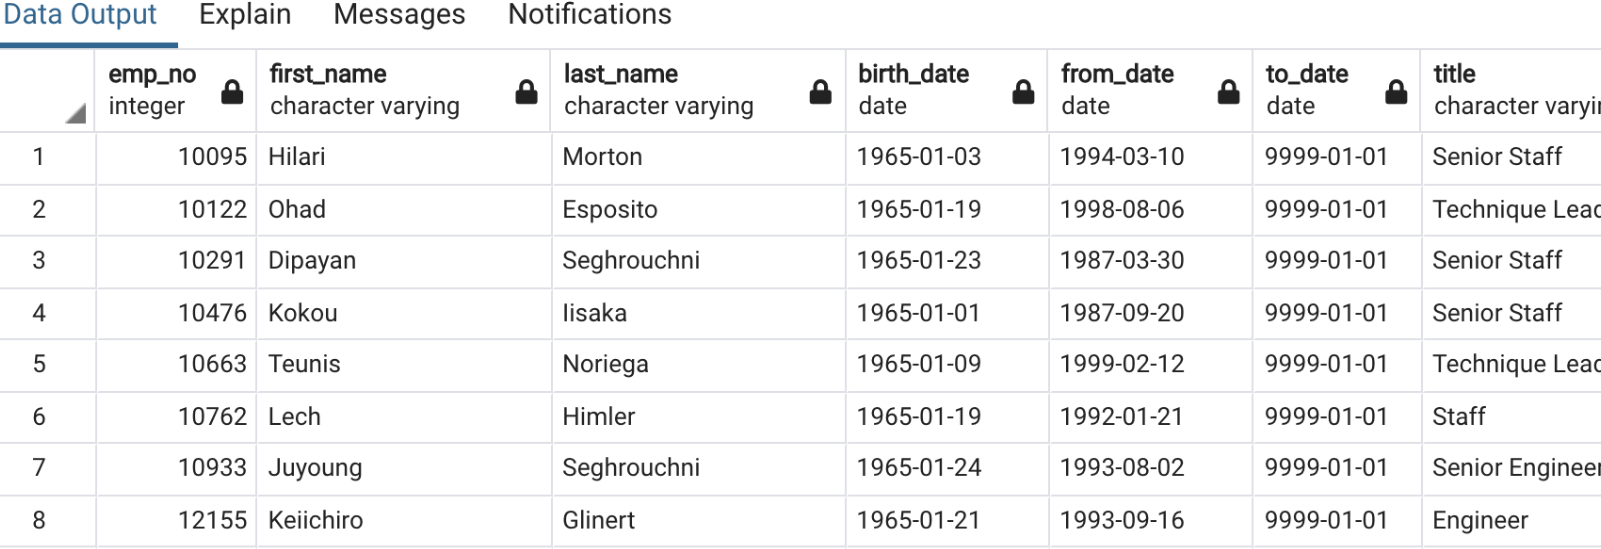 Data Output Explain Messages Notifications
emp_no first_name last_name birth_date from_date to_date title
integer character varying character varying date date date character varyi
1 10095 Hilari Morton 1965-01-03 1994-03-10 9999-01-01 Senior Staff
2 10122 Ohad Esposito 1965-01-19 1998-08-06 9999-01-01 Technique Lead
3 10291 Dipayan Seghrouchni 1965-01-23 1987-03-30 9999-01-01 Senior Staff
4 10476 Kokou Iisaka 1965-01-01 1987-09-20 9999-01-01 Senior Staff
5 10663 Teunis Noriega 1965-01-09 1999-02-12 9999-01-01 Technique Lead
6 10762 Lech Himler 1965-01-19 1992-01-21 9999-01-01 Staff
7 10933 Juyoung Seghrouchni 1965-01-24 1993-08-02 9999-01-01 Senior Engineer
8 12155 Keiichiro Glinert 1965-01-21 1993-09-16 9999-01-01 Engineer